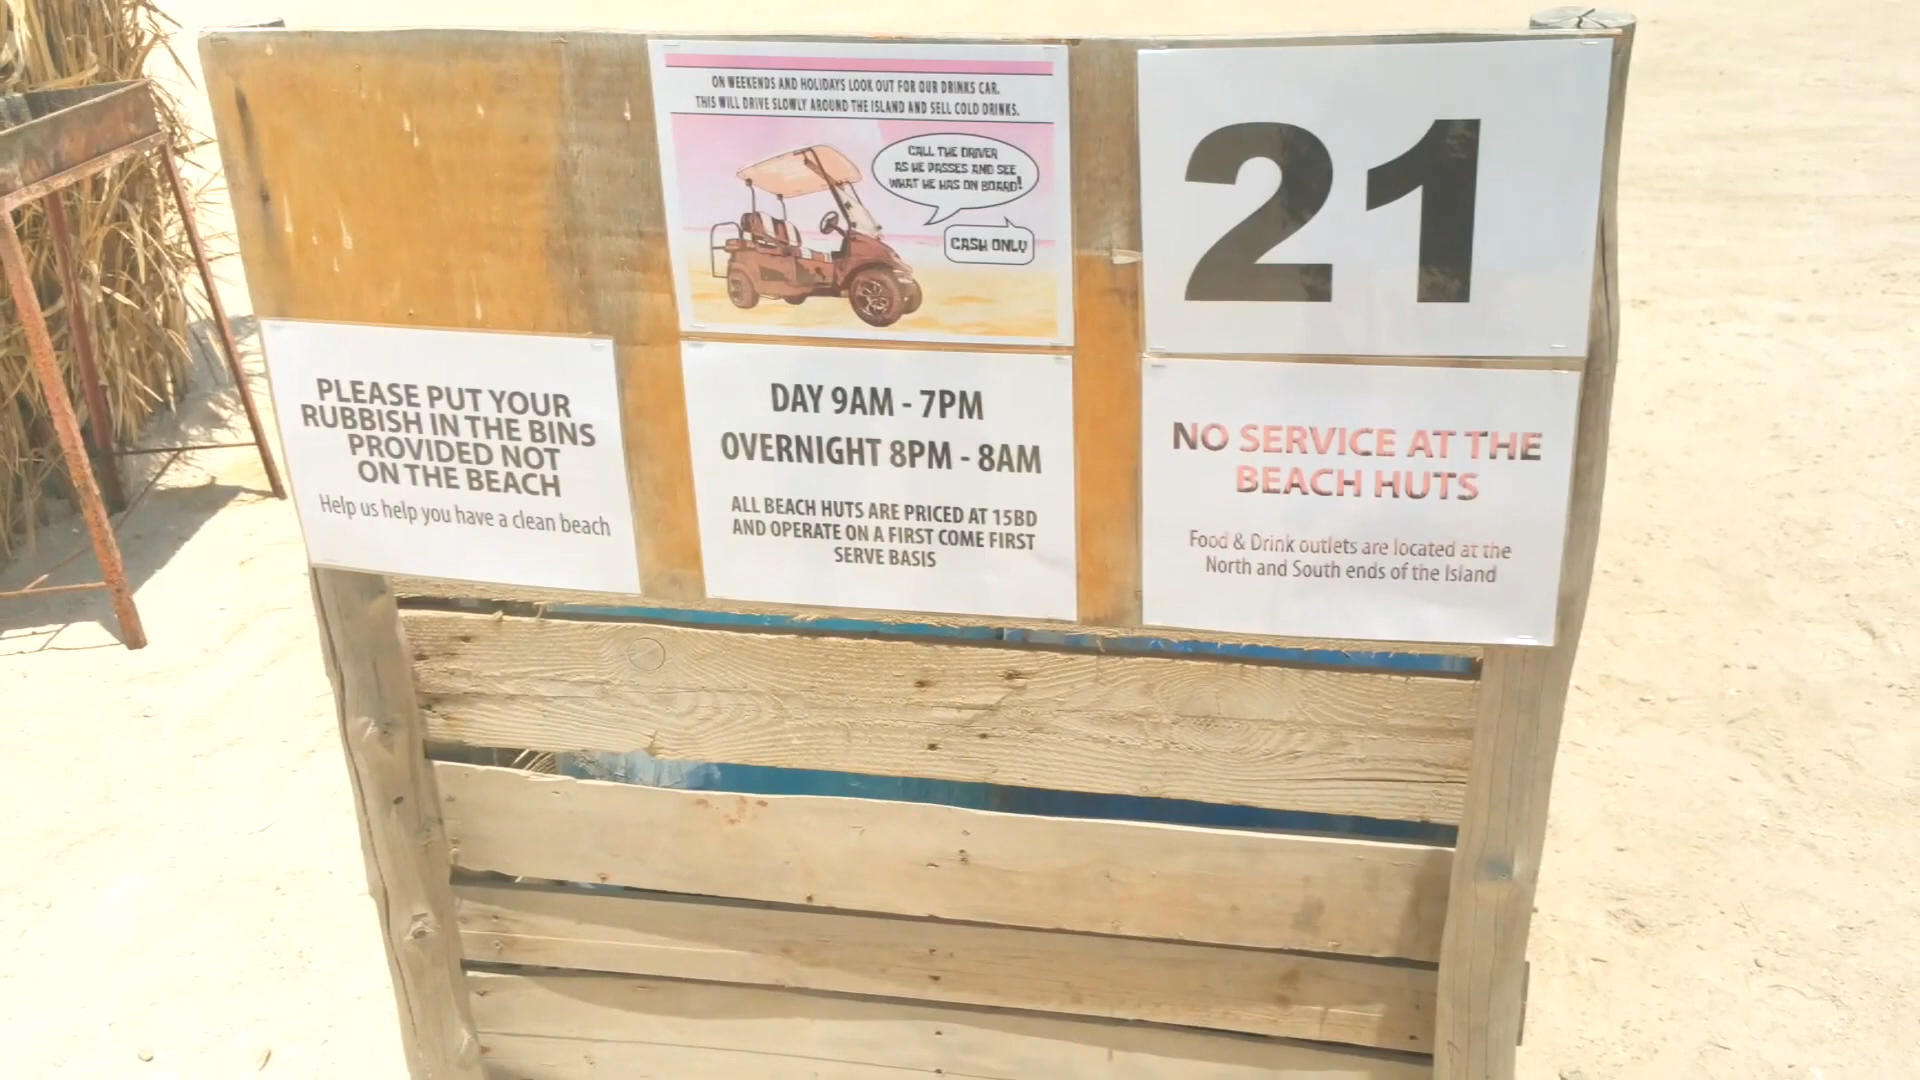 ON WEEKENDS AND HOLIDAYS LOOK OUT FOR OUR DRINKS CAR.
THIS WILL DRIVE SLOWLY AROUND THE ISLAND AND SELL COLD DRINKS.
CALL THE DRIVER
AS HE PASSES AND SEE
WHAT HE HAS ON BOARD!
CASH ONLY
21
PLEASE PUT YOUR
RUBBISH IN THE BINS
PROVIDED NOT
ON THE BEACH
Help us help you have a clean beach
DAY 9AM - 7PM
OVERNIGHT 8PM - 8AM
ALL BEACH HUTS ARE PRICED AT 15BD
AND OPERATE ON A FIRST COME FIRST
SERVE BASIS
NO SERVICE AT THE
BEACH HUTS
Food & Drink outlets are located at the
North and South ends of the Island